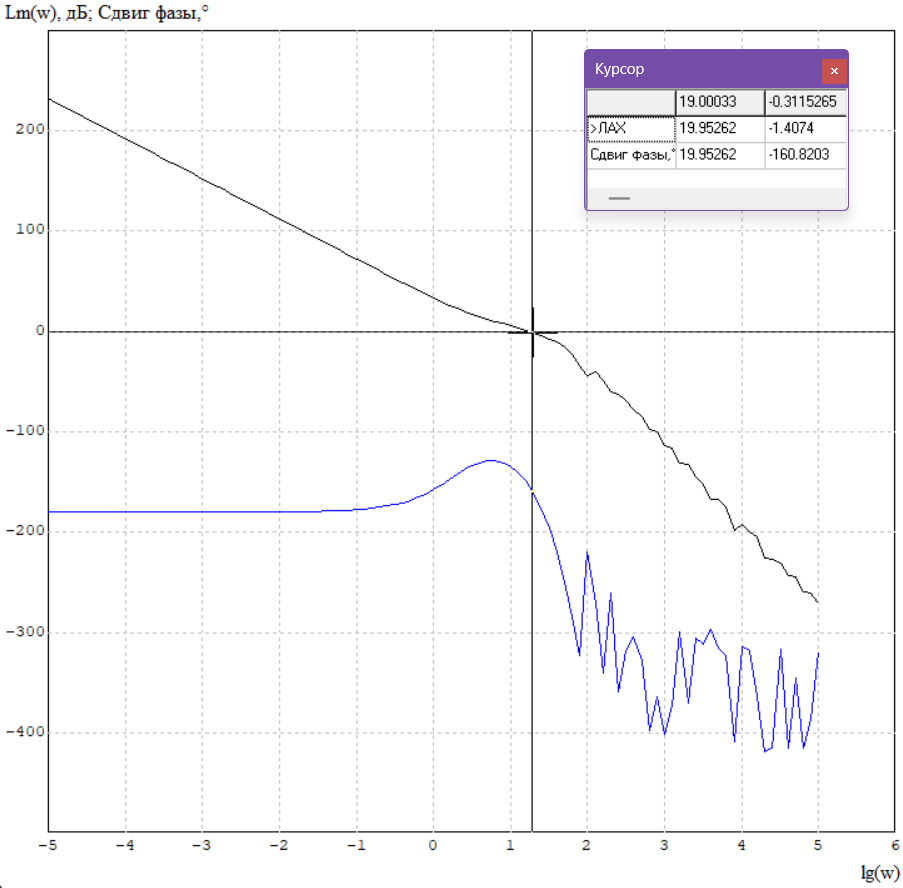 Lm(w), дБ; Сдвиг фазы,°
Курсор
×
19.00033 -0.3115265
>ЛАХ 19.95262 -1.4074
Сдвиг фазы,° 19.95262 -160.8203
200
100
0
-100
-200
-300
-400
-5 -4 -3 -2 -1 0 1 2 3 4 5 6
lg(w)